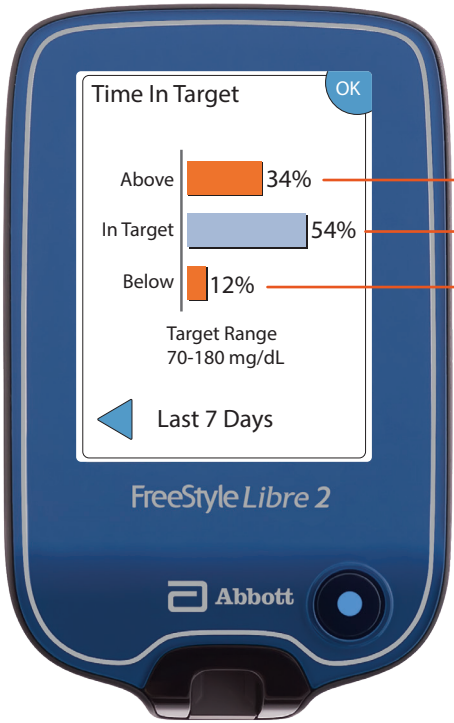 Time In Target
OK
Above 34%
In Target 54%
Below 12%
Target Range
70-180 mg/dL
Last 7 Days
FreeStyle Libre 2
Abbott